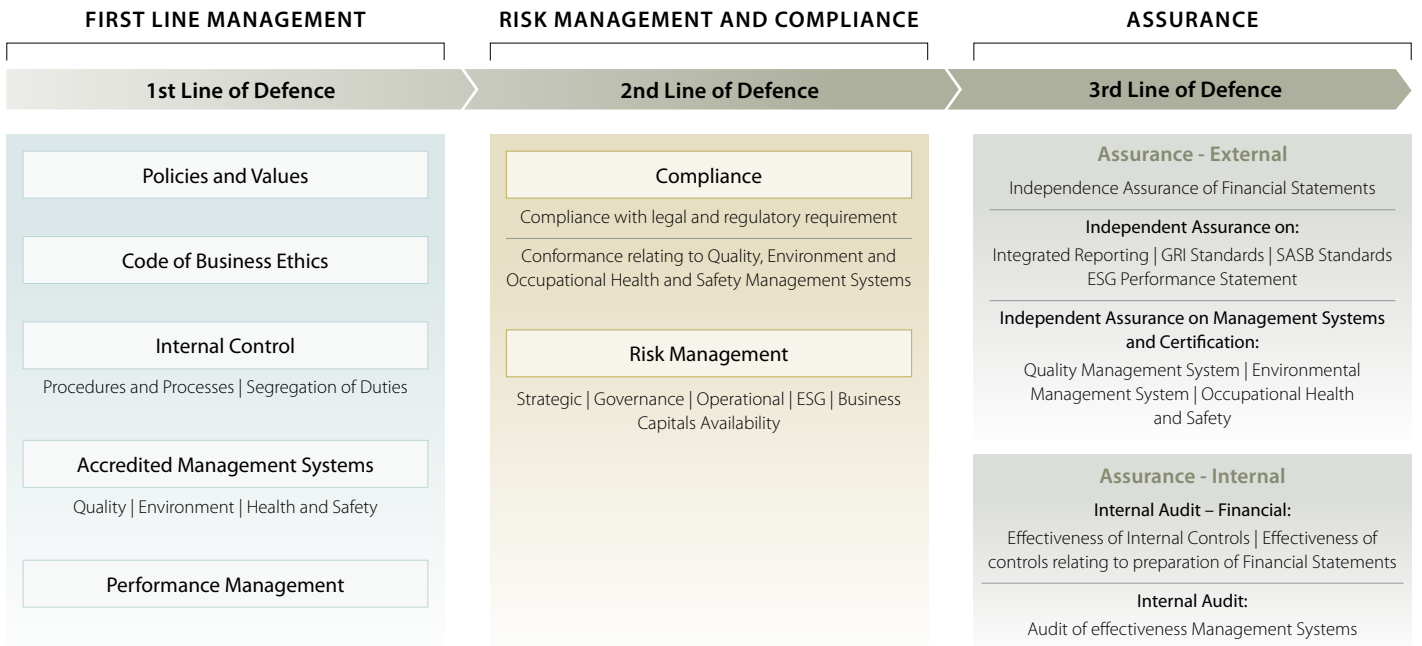 FIRST LINE MANAGEMENT
RISK MANAGEMENT AND COMPLIANCE
ASSURANCE
1st Line of Defence
2nd Line of Defence
3rd Line of Defence
Policies and Values
Code of Business Ethics
Internal Control
Procedures and Processes | Segregation of Duties
Accredited Management Systems
Quality | Environment | Health and Safety
Performance Management
Compliance
Compliance with legal and regulatory requirement
Conformance relating to Quality, Environment and
Occupational Health and Safety Management Systems
Risk Management
Strategic | Governance | Operational | ESG | Business
Capitals Availability
Assurance - External
Independence Assurance of Financial Statements
Independent Assurance on:
Integrated Reporting | GRI Standards | SASB Standards
ESG Performance Statement
Independent Assurance on Management Systems
and Certification:
Quality Management System | Environmental
Management System | Occupational Health
and Safety
Assurance - Internal
Internal Audit – Financial:
Effectiveness of Internal Controls | Effectiveness of
controls relating to preparation of Financial Statements
Internal Audit:
Audit of effectiveness Management Systems